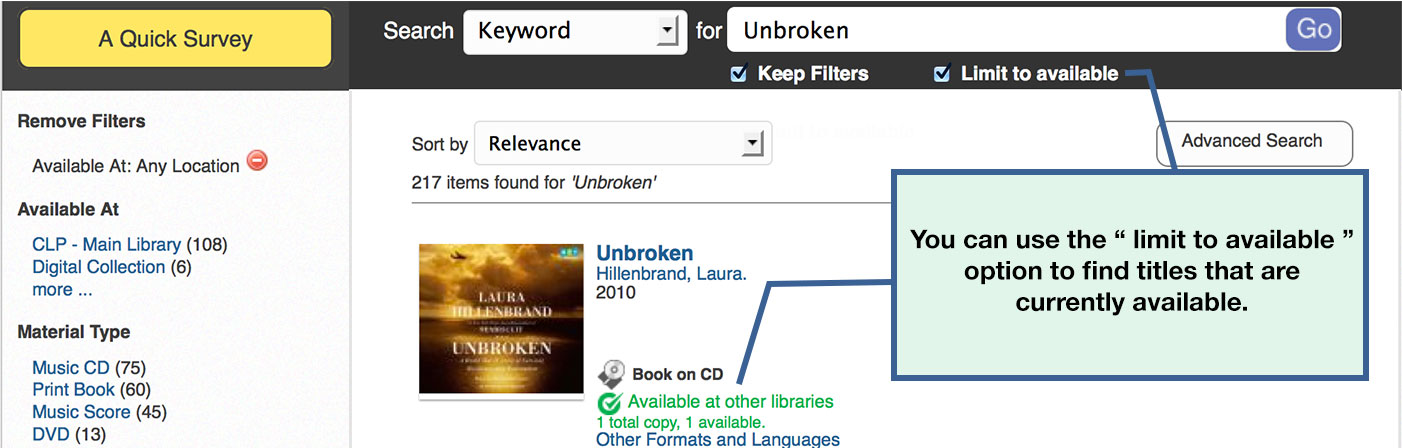 A Quick Survey
Search Keyword for Unbroken Go
Keep Filters Limit to available
Remove Filters
Available At: Any Location
Available At
CLP - Main Library (108)
Digital Collection (6)
more ...
Material Type
Music CD (75)
Print Book (60)
Music Score (45)
DVD (13)
Sort by Relevance
Advanced Search
217 items found for 'Unbroken'
LAURA
HILLENBRAND
UNBROKEN
Unbroken
Hillenbrand, Laura.
2010
Book on CD
Available at other libraries
1 total copy, 1 available.
Other Formats and Languages
You can use the “ limit to available ”
option to find titles that are
currently available.